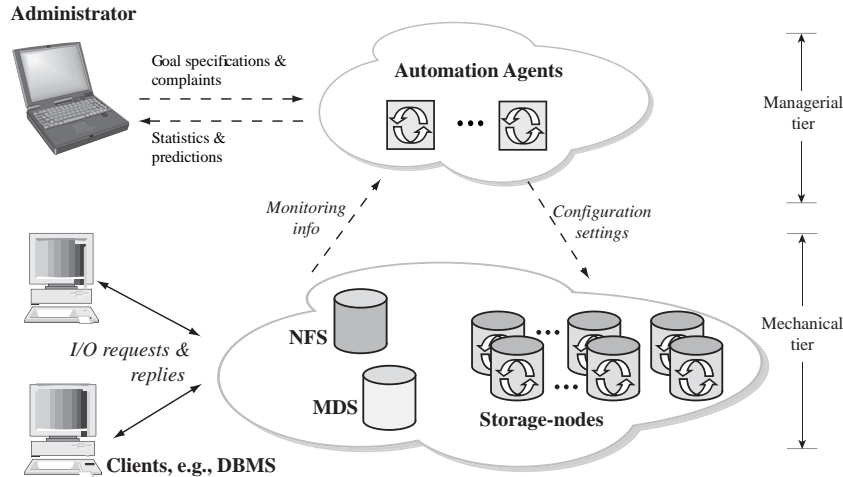 Administrator
Goal specifications &
complaints
Statistics &
predictions
Automation Agents
...
Managerial
tier
Monitoring
info
Configuration
settings
I/O requests &
replies
NFS
MDS
...
...
Storage-nodes
Mechanical
tier
Clients, e.g., DBMS